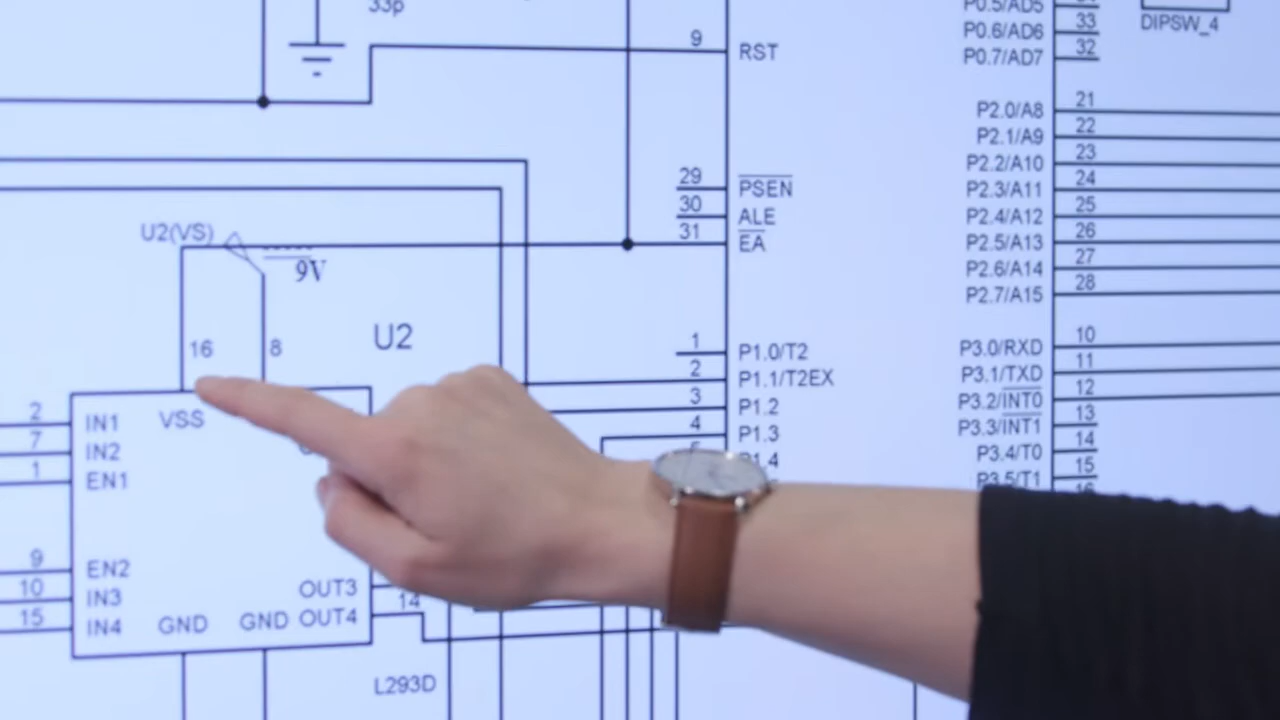 33p
P0.5/AD5
33
P0.6/AD6
32
P0.7/AD7
DIPSW_4
9
RST
21
P2.0/A8
22
P2.1/A9
23
P2.2/A10
24
P2.3/A11
25
P2.4/A12
26
P2.5/A13
27
P2.6/A14
28
P2.7/A15
29
PSEN
30
ALE
31
EA
U2(VS)
9V
U2
16
8
1
P1.0/T2
2
P1.1/T2EX
3
P1.2
4
P1.3
P1.4
10
P3.0/RXD
11
P3.1/TXD
12
P3.2/INT0
13
P3.3/INT1
14
P3.4/T0
15
P3.5/T1
VSS
2
IN1
7
IN2
1
EN1
9
EN2
10
IN3
15
IN4
GND
GND
OUT3
OUT4
14
L293D